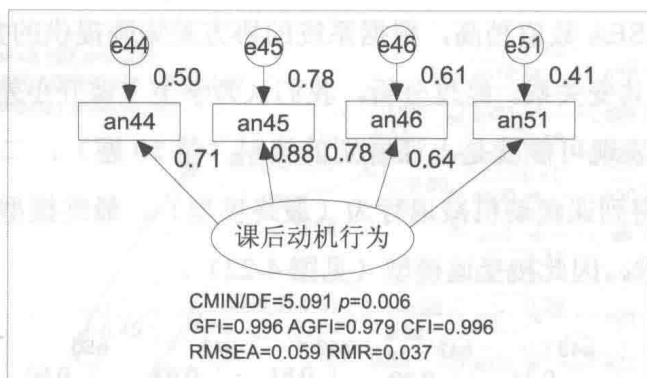 e44 e45 e46 e51
0.50 0.78 0.61 0.41
an44 an45 an46 an51
0.71 0.88 0.78 0.64
课后动机行为
CMIN/DF=5.091 p=0.006
GFI=0.996 AGFI=0.979 CFI=0.996
RMSEA=0.059 RMR=0.037